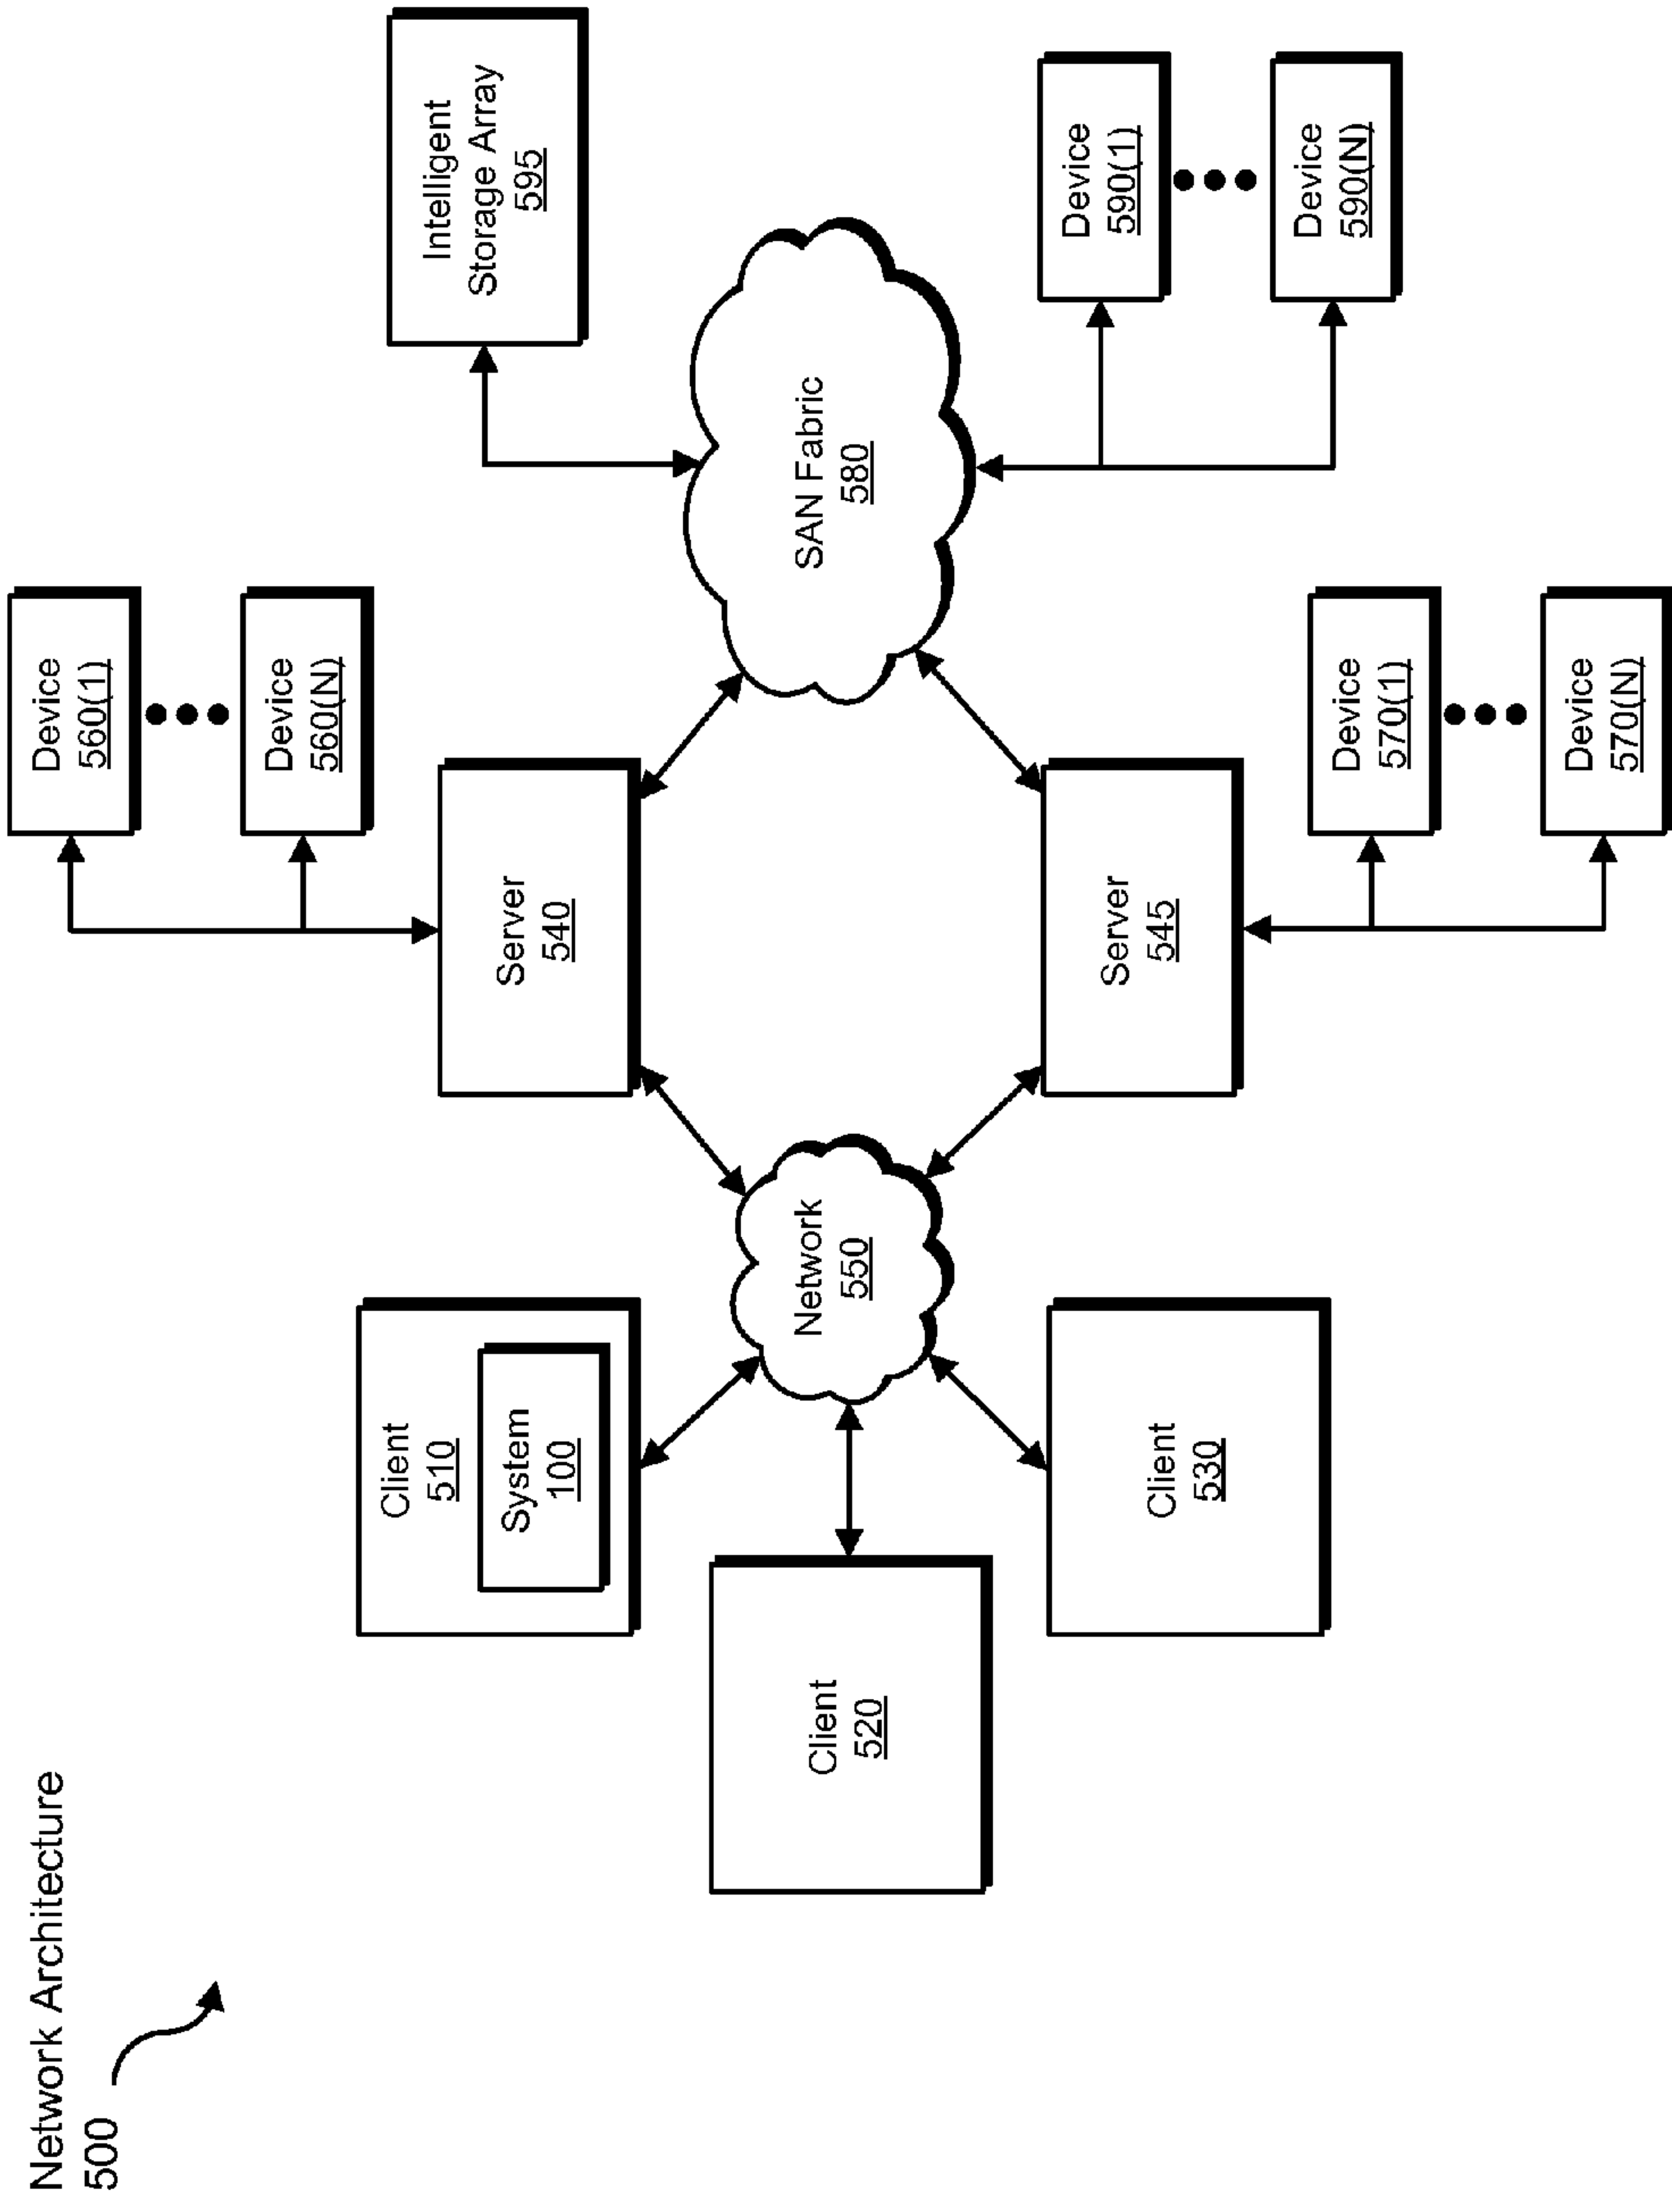 Network Architecture
500
Client
510
System
100
Client
520
Client
530
Network
550
Server
540
Server
545
Device
560(1)
Device
560(N)
Device
570(1)
Device
570(N)
SAN Fabric
580
Intelligent
Storage Array
595
Device
590(1)
Device
590(N)